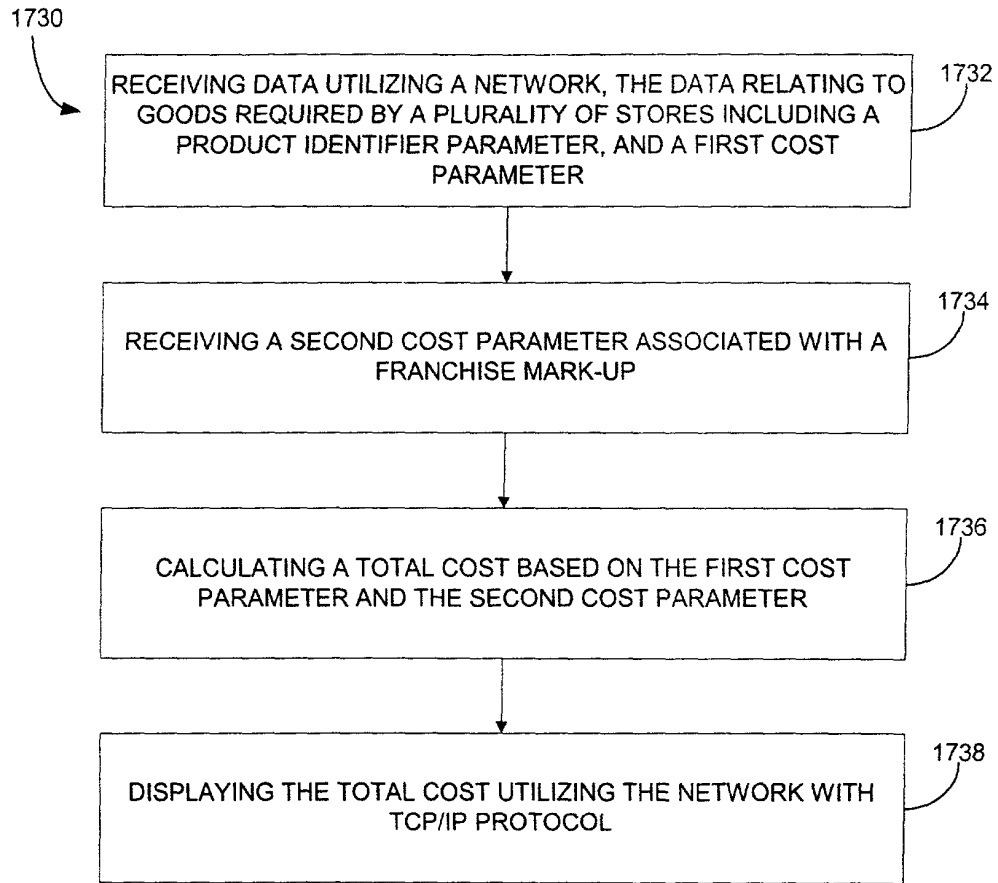 1730
RECEIVING DATA UTILIZING A NETWORK, THE DATA RELATING TO
GOODS REQUIRED BY A PLURALITY OF STORES INCLUDING A
PRODUCT IDENTIFIER PARAMETER, AND A FIRST COST
PARAMETER
1732
RECEIVING A SECOND COST PARAMETER ASSOCIATED WITH A
FRANCHISE MARK-UP
1734
CALCULATING A TOTAL COST BASED ON THE FIRST COST
PARAMETER AND THE SECOND COST PARAMETER
1736
DISPLAYING THE TOTAL COST UTILIZING THE NETWORK WITH
TCP/IP PROTOCOL
1738